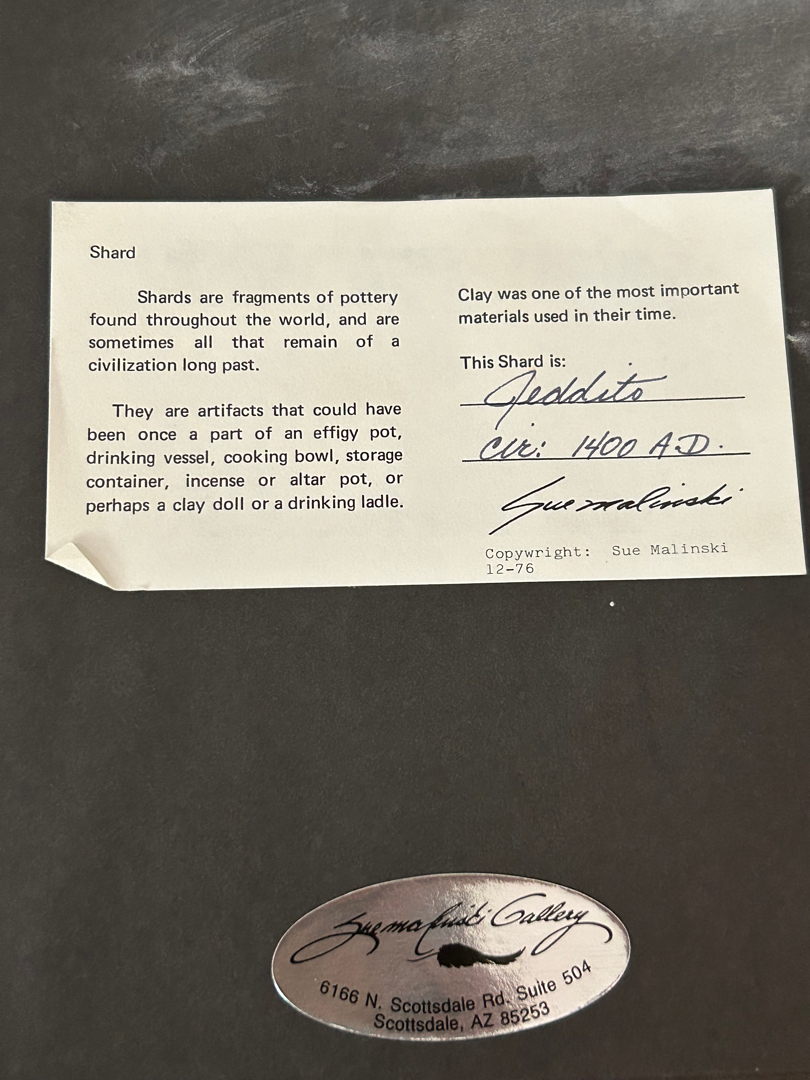 Shard
Shards are fragments of pottery
found throughout the world, and are
sometimes all that remain of a
civilization long past.
They are artifacts that could have
been once a part of an effigy pot,
drinking vessel, cooking bowl, storage
container, incense or altar pot, or
perhaps a clay doll or a drinking ladle.
Clay was one of the most important
materials used in their time.
This Shard is:
Jeddito
Cir: 1400 A.D.
Sue Malinski
Copywright: Sue Malinski
12-76
Sue Malinski Gallery
6166 N. Scottsdale Rd. Suite 504
Scottsdale, AZ 85253